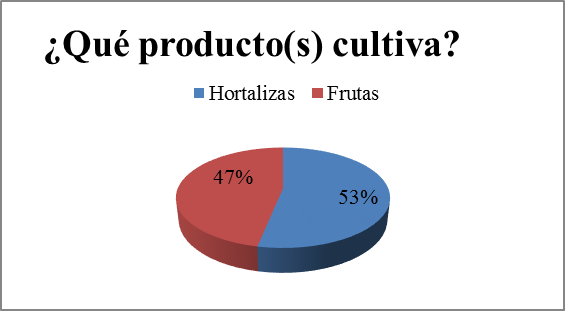 ¿Qué producto(s) cultiva?
Hortalizas Frutas
47%
53%